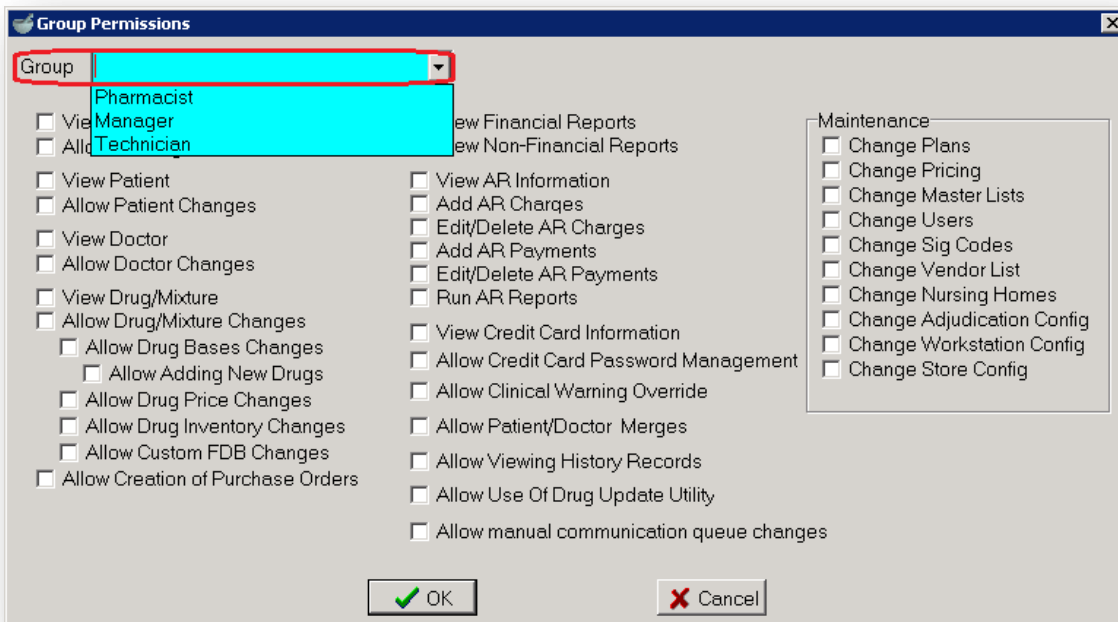 Group Permissions
Group
Pharmacist
Manager
Technician
View Patient
Allow Patient Changes
View Doctor
Allow Doctor Changes
View Drug/Mixture
Allow Drug/Mixture Changes
Allow Drug Bases Changes
Allow Adding New Drugs
Allow Drug Price Changes
Allow Drug Inventory Changes
Allow Custom FDB Changes
Allow Creation of Purchase Orders
Financial Reports
Non-Financial Reports
View AR Information
Add AR Charges
Edit/Delete AR Charges
Add AR Payments
Edit/Delete AR Payments
Run AR Reports
View Credit Card Information
Allow Credit Card Password Management
Allow Clinical Warning Override
Allow Patient/Doctor Merges
Allow Viewing History Records
Allow Use Of Drug Update Utility
Allow manual communication queue changes
Maintenance
Change Plans
Change Pricing
Change Master Lists
Change Users
Change Sig Codes
Change Vendor List
Change Nursing Homes
Change Adjudication Config
Change Workstation Config
Change Store Config
OK
Cancel